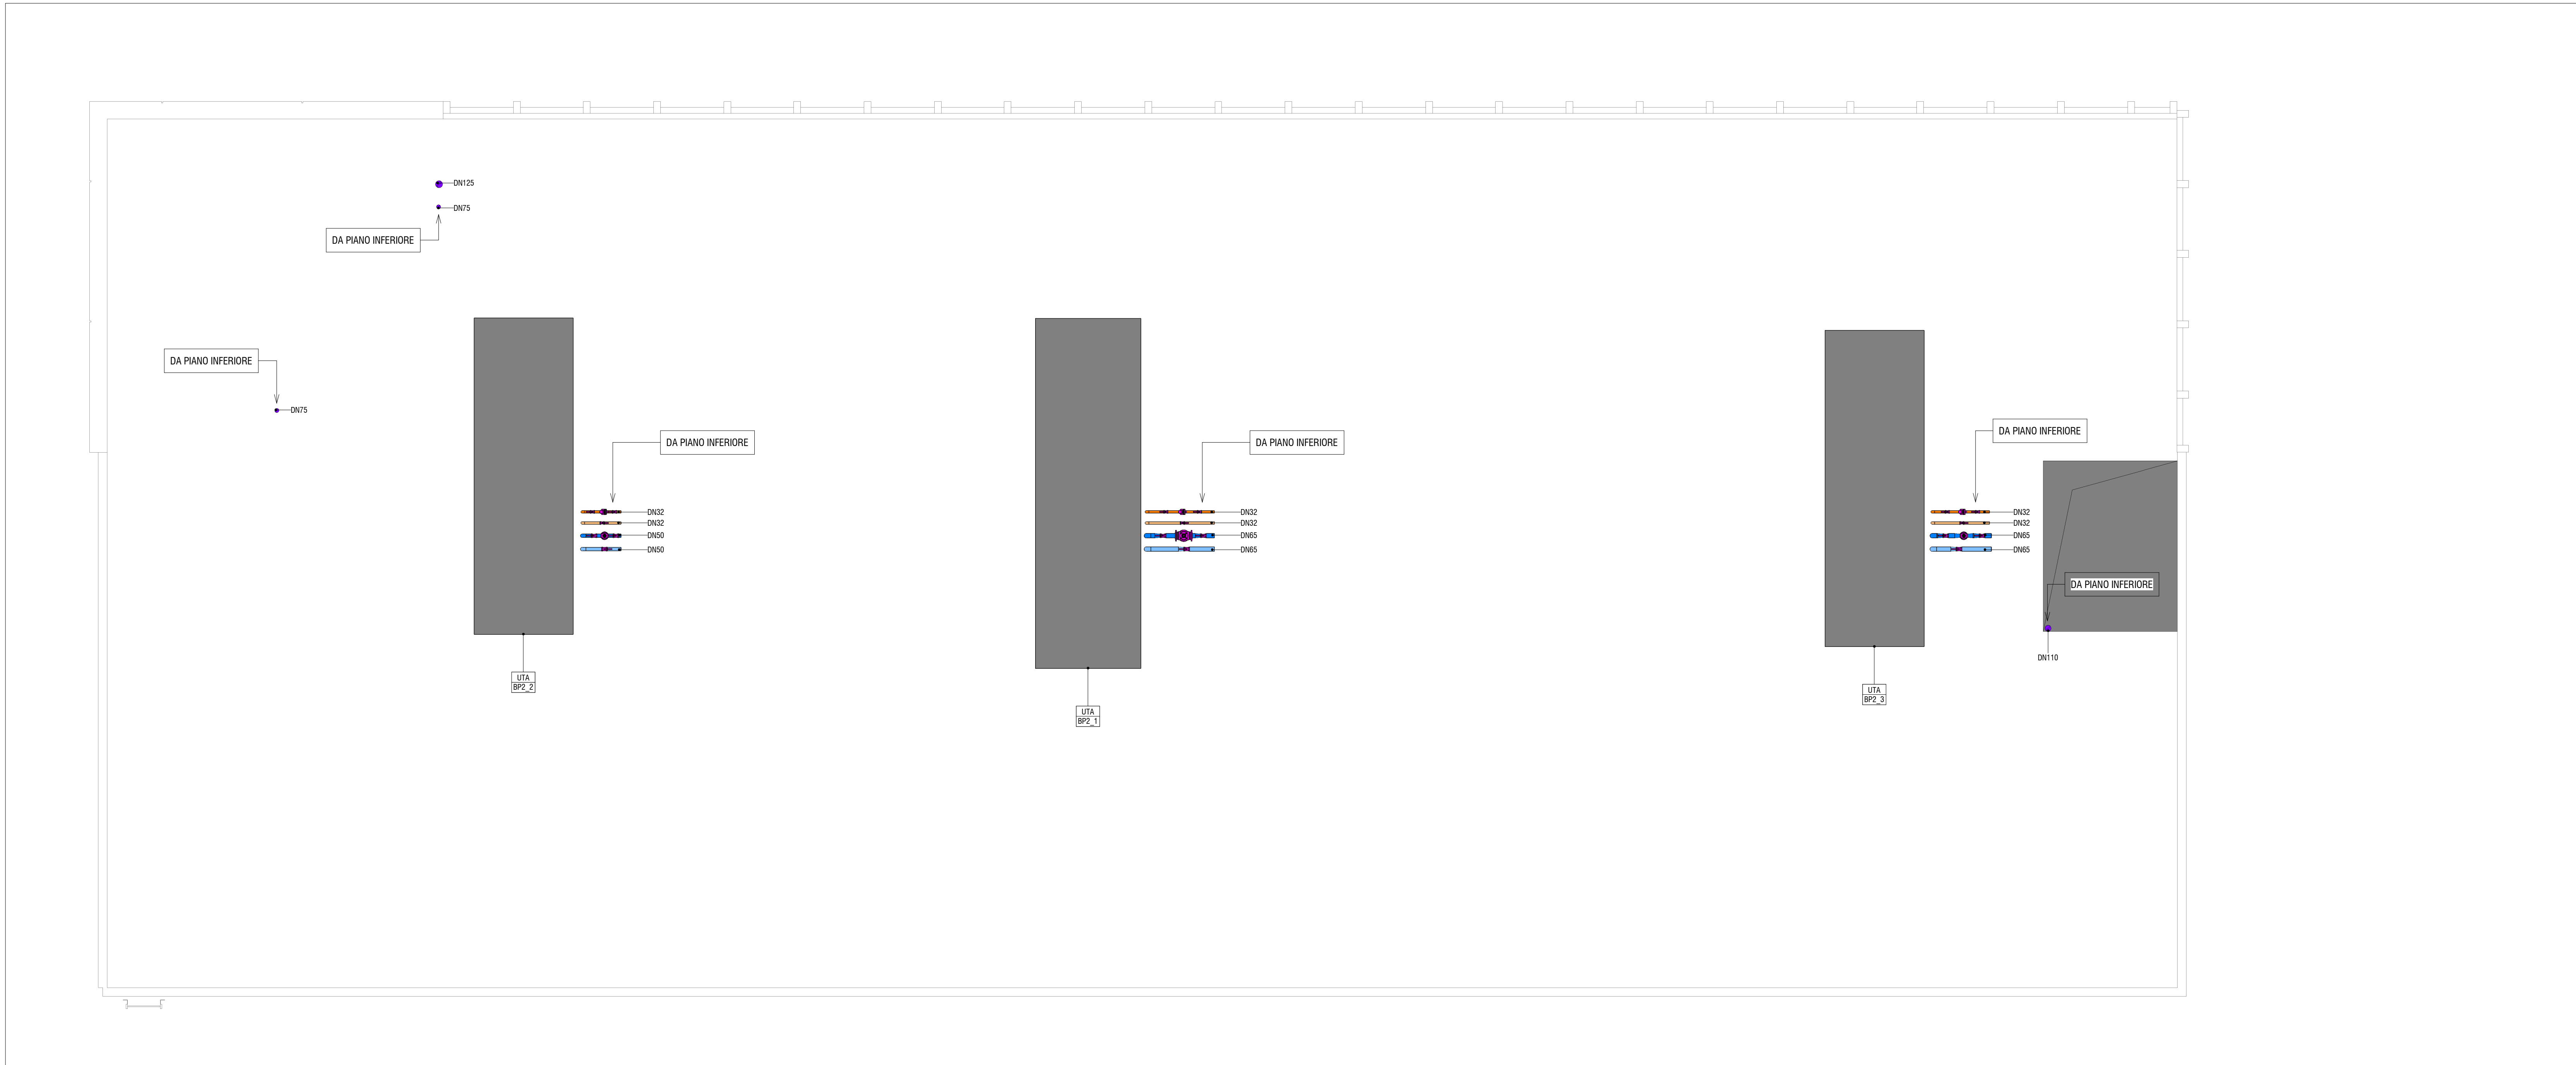 DN125
DN75
DA PIANO INFERIORE
DA PIANO INFERIORE
DN75
DA PIANO INFERIORE
DN32
DN32
DN50
DN50
UTA
BP2_2
DA PIANO INFERIORE
DN32
DN32
DN65
DN65
UTA
BP2_1
DA PIANO INFERIORE
DN32
DN32
DN65
DN65
UTA
BP2_3
DA PIANO INFERIORE
DN110